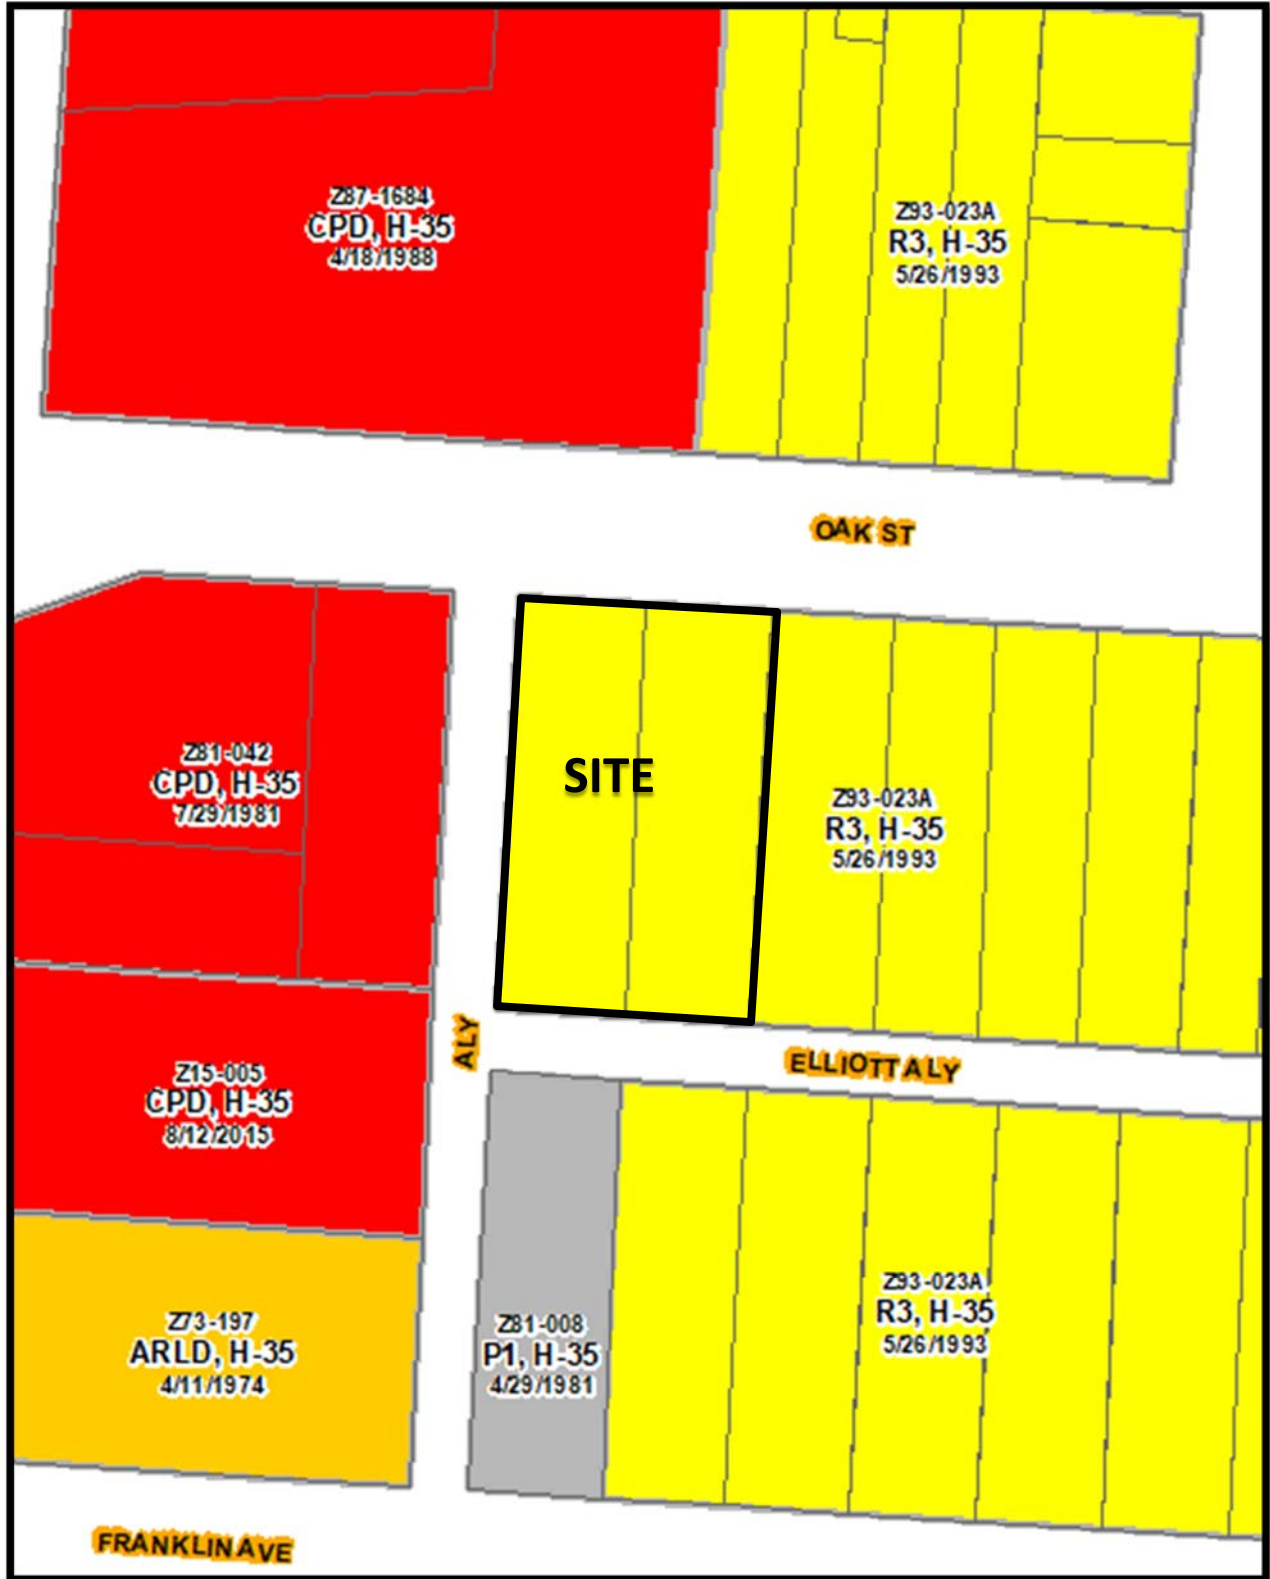 Z87-1684
CPD, H-35
4/18/1988
Z93-023A
R3, H-35
5/26/1993
OAK ST
Z81-042
CPD, H-35
7/29/1981
SITE
Z93-023A
R3, H-35
5/26/1993
ALY
ELLIOTT ALY
Z15-005
CPD, H-35
8/12/2015
Z73-197
ARLD, H-35
4/11/1974
Z81-008
P1, H-35
4/29/1981
Z93-023A
R3, H-35
5/26/1993
FRANKLIN AVE